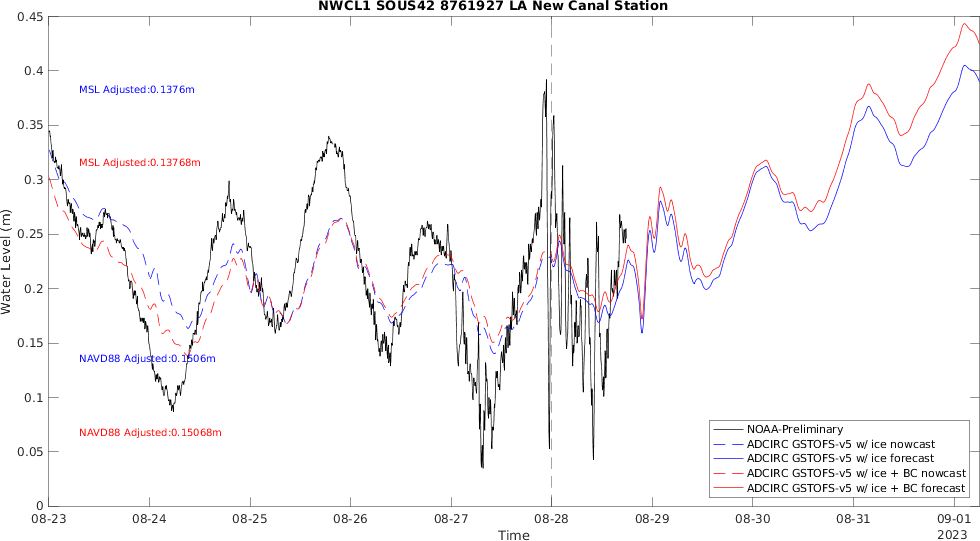 NWCL1 SOUS42 8761927 LA New Canal Station
Water Level (m)
0.45
0.4
0.35
0.3
0.25
0.2
0.15
0.1
0.05
0
MSL Adjusted:0.1376m
MSL Adjusted:0.13768m
NAVD88 Adjusted:0.1506m
NAVD88 Adjusted:0.15068m
NOAA-Preliminary
ADCIRC GSTOFS-v5 w/ ice nowcast
ADCIRC GSTOFS-v5 w/ ice forecast
ADCIRC GSTOFS-v5 w/ ice + BC nowcast
ADCIRC GSTOFS-v5 w/ ice + BC forecast
08-23 08-24 08-25 08-26 08-27 08-28 08-29 08-30 08-31 09-01
2023
Time